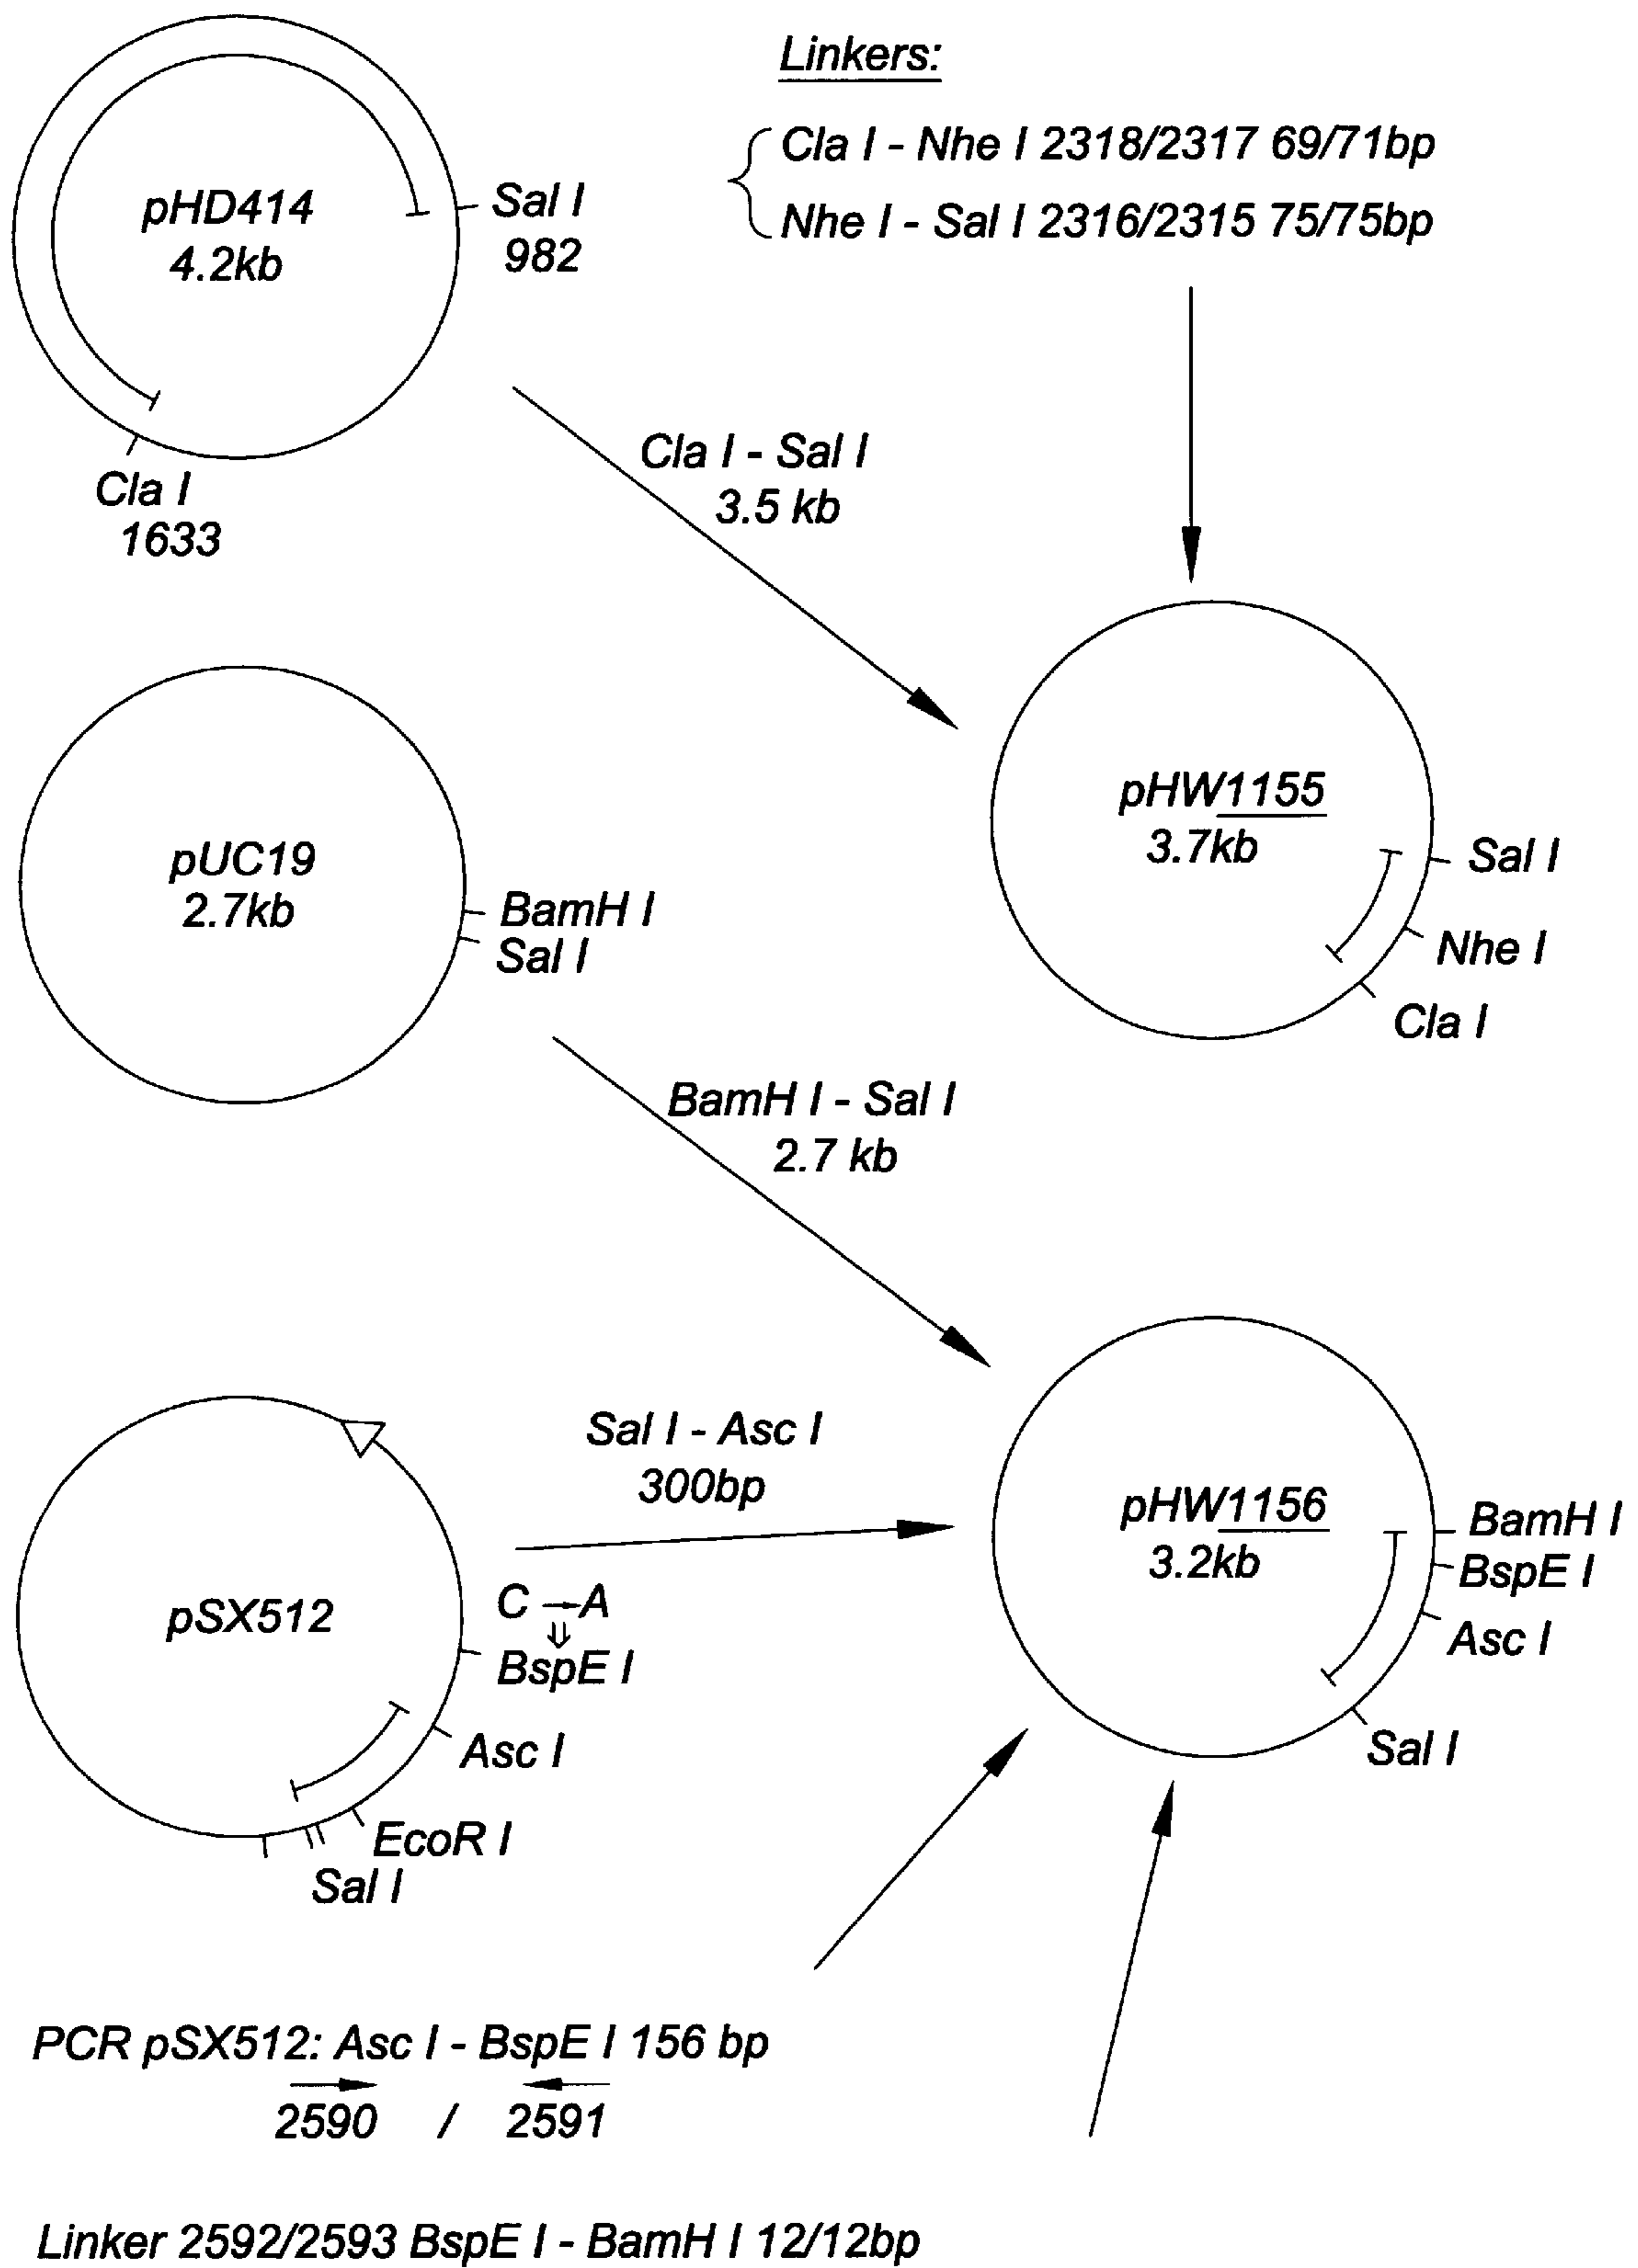 Linkers:
Cla I - Nhe I 2318/2317 69/71bp
Nhe I - Sal I 2316/2315 75/75bp
pHD414
4.2kb
Sal I
982
Cla I
1633
Cla I - Sal I
3.5 kb
pHW1155
3.7kb
Sal I
Nhe I
Cla I
pUC19
2.7kb
BamH I
Sal I
BamH I - Sal I
2.7 kb
Sal I - Asc I
300bp
pSX512
C → A
⇓
BspE I
Asc I
EcoR I
Sal I
pHW1156
3.2kb
BamH I
BspE I
Asc I
Sal I
PCR pSX512: Asc I - BspE I 156 bp
2590 / 2591
Linker 2592/2593 BspE I - BamH I 12/12bp